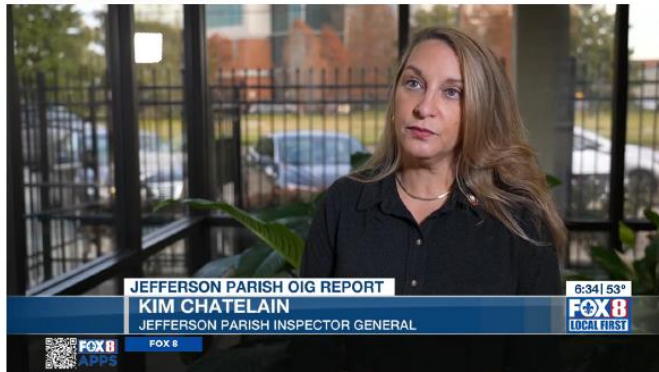 JEFFERSON PARISH OIG REPORT
KIM CHATELAIN
JEFFERSON PARISH INSPECTOR GENERAL
6:34 53°
FOX 8
LOCAL FIRST
FOX 8
APPS
FOX 8